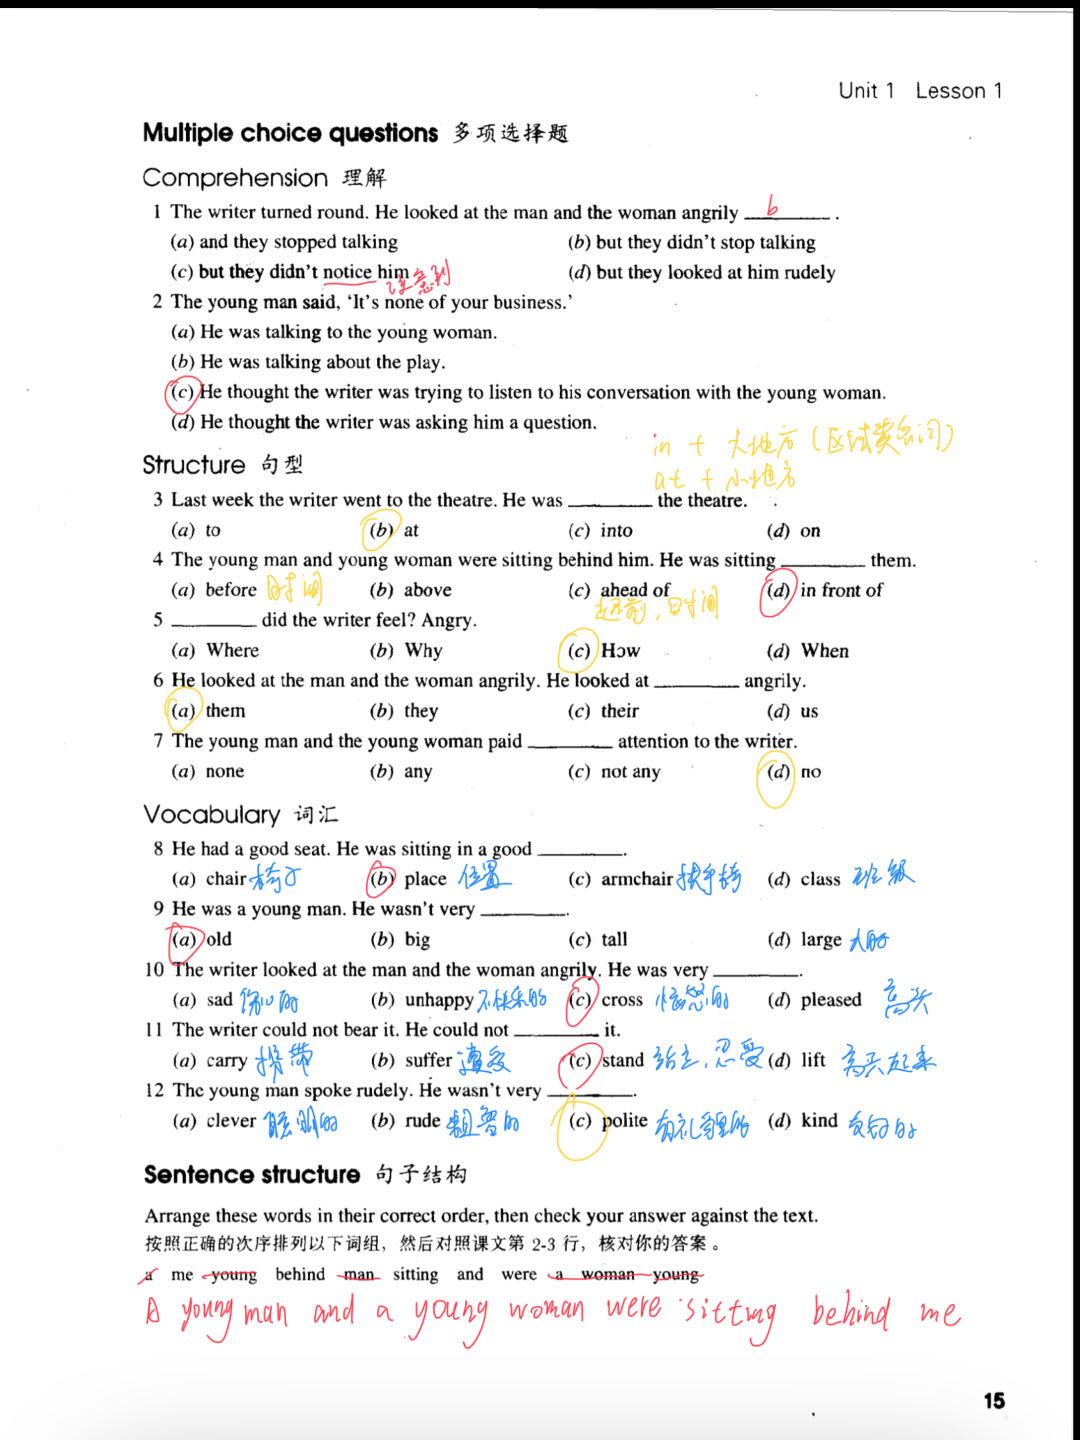 Unit 1 Lesson 1
Multiple choice questions 多项选择题
Comprehension 理解
1 The writer turned round. He looked at the man and the woman angrily b .
(a) and they stopped talking (b) but they didn't stop talking
(c) but they didn't notice him 注意到 (d) but they looked at him rudely
2 The young man said, 'It's none of your business.'
(a) He was talking to the young woman.
(b) He was talking about the play.
(c) He thought the writer was trying to listen to his conversation with the young woman.
(d) He thought the writer was asking him a question.
in + 大地方 (区域类名词)
Structure 句型
at + 小地方
3 Last week the writer went to the theatre. He was ______ the theatre.
(a) to (b) at (c) into (d) on
4 The young man and young woman were sitting behind him. He was sitting ______ them.
(a) before 时间 (b) above (c) ahead of (d) in front of
超前,时间
5 ______ did the writer feel? Angry.
(a) Where (b) Why (c) How (d) When
6 He looked at the man and the woman angrily. He looked at ______ angrily.
(a) them (b) they (c) their (d) us
7 The young man and the young woman paid ______ attention to the writer.
(a) none (b) any (c) not any (d) no
Vocabulary 词汇
8 He had a good seat. He was sitting in a good ______.
(a) chair 椅子 (b) place 位置 (c) armchair 扶手椅 (d) class 班级
9 He was a young man. He wasn't very ______.
(a) old (b) big (c) tall (d) large 大的
10 The writer looked at the man and the woman angrily. He was very ______.
(a) sad 伤心的 (b) unhappy 不快乐的 (c) cross 恼怒的 (d) pleased 高兴
11 The writer could not bear it. He could not ______ it.
(a) carry 携带 (b) suffer 遭受 (c) stand 站立,忍受 (d) lift
12 The young man spoke rudely. He wasn't very ______.
(a) clever 聪明的 (b) rude 粗鲁的 (c) polite 有礼貌的 (d) kind 友好的
Sentence structure 句子结构
Arrange these words in their correct order, then check your answer against the text.
按照正确的次序排列以下词组,然后对照课文第 2-3 行,核对你的答案。
a me young behind man sitting and were a woman young
A young man and a young woman were sitting behind me
15